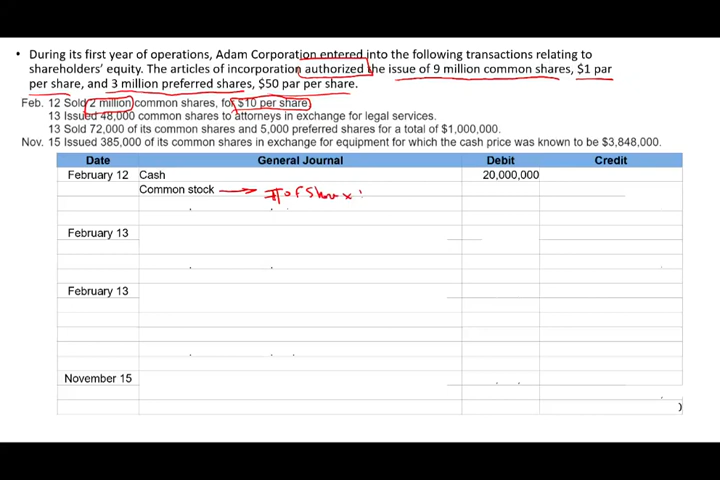 • During its first year of operations, Adam Corporation entered into the following transactions relating to
shareholders' equity. The articles of incorporation authorized the issue of 9 million common shares, $1 par
per share, and 3 million preferred shares, $50 par per share.
Feb. 12 Sold 2 million common shares, for $10 per share.
13 Issued 48,000 common shares to attorneys in exchange for legal services.
13 Sold 72,000 of its common shares and 5,000 preferred shares for a total of $1,000,000.
Nov. 15 Issued 385,000 of its common shares in exchange for equipment for which the cash price was known to be $3,848,000.
Date General Journal Debit Credit
February 12 Cash 20,000,000
Common stock → # of Share x
February 13
February 13
November 15
)